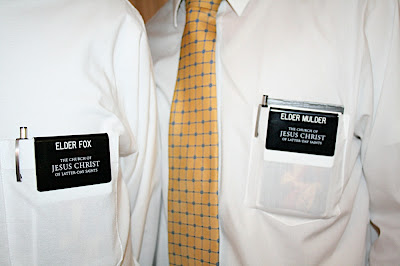 ELDER FOX
THE CHURCH OF
JESUS CHRIST
OF LATTER-DAY SAINTS
ELDER MULDER
THE CHURCH OF
JESUS CHRIST
OF LATTER-DAY SAINTS